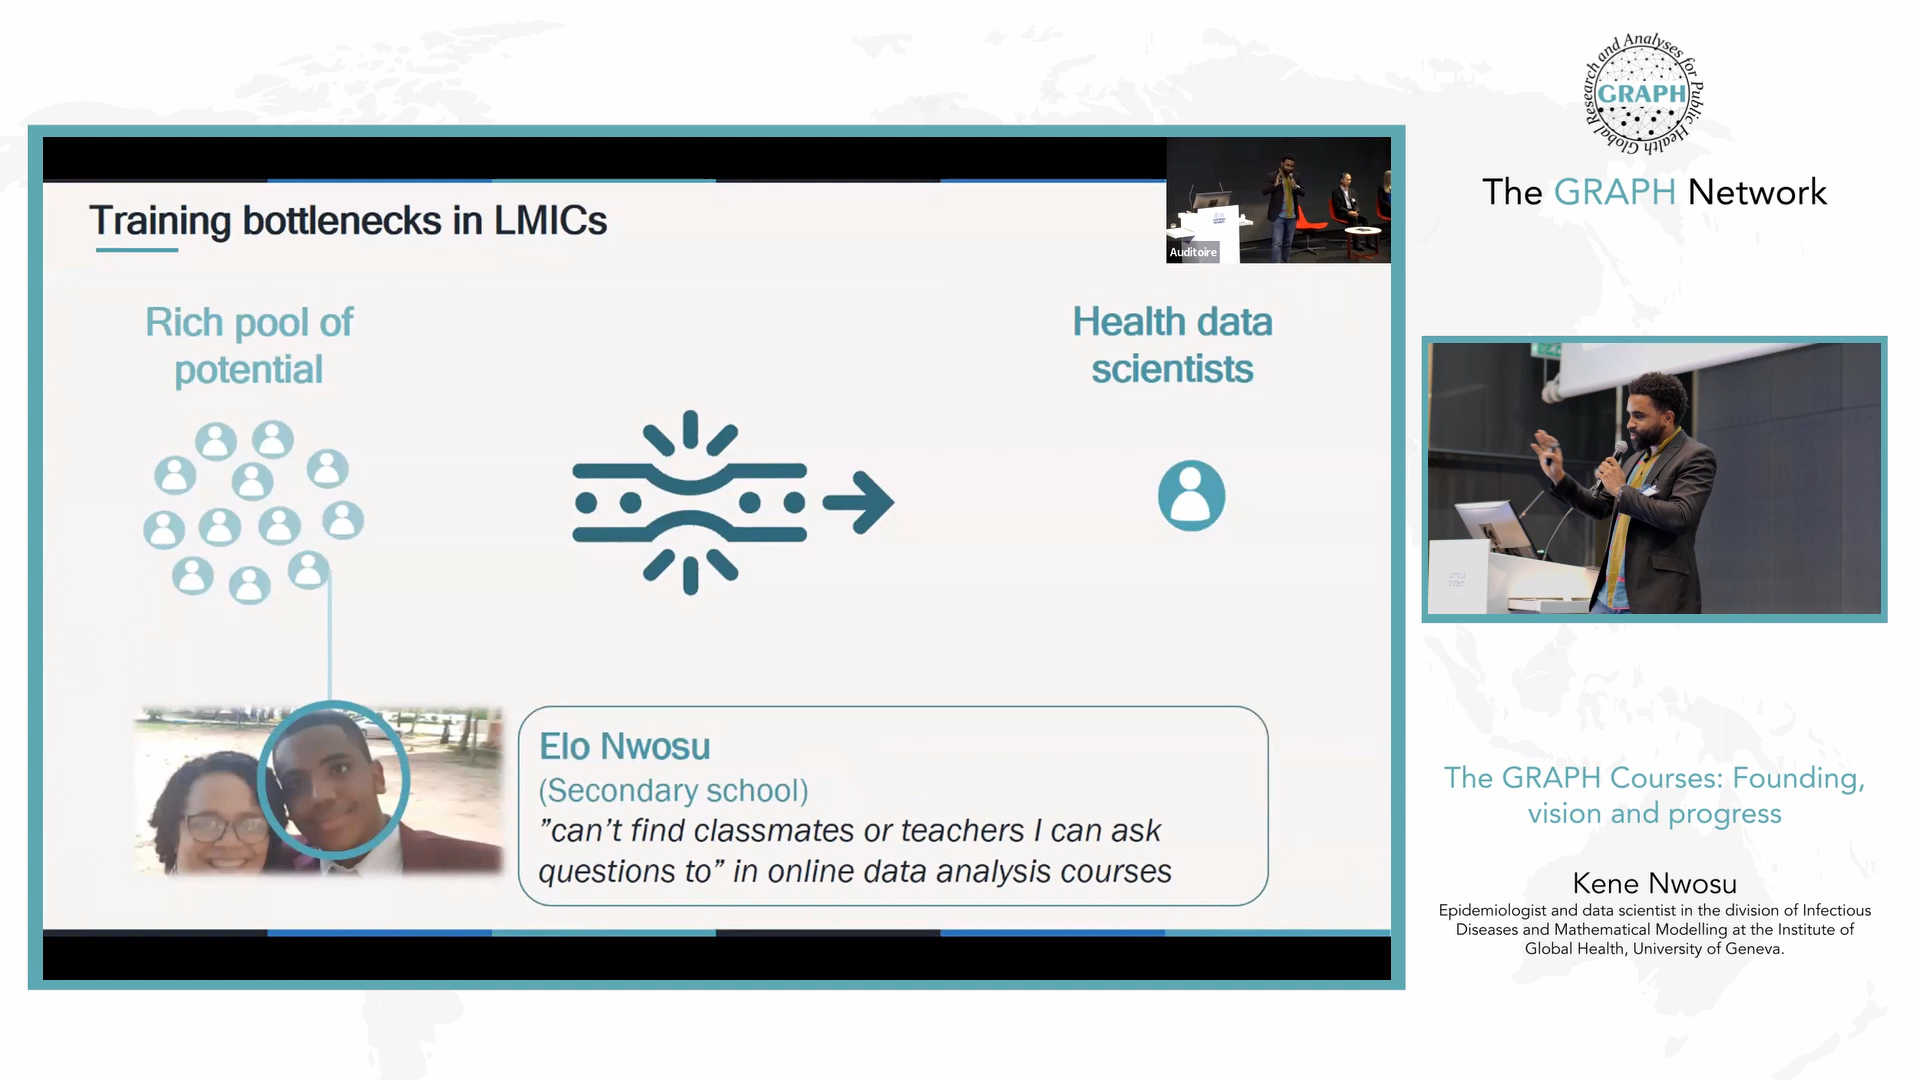 Training bottlenecks in LMICs
Rich pool of
potential
Health data
scientists
Elo Nwosu
(Secondary school)
”can’t find classmates or teachers I can ask
questions to” in online data analysis courses
Auditoire
Global Research and Analyses for Public Health
GRAPH
The GRAPH Network
The GRAPH Courses: Founding,
vision and progress
Kene Nwosu
Epidemiologist and data scientist in the division of Infectious
Diseases and Mathematical Modelling at the Institute of
Global Health, University of Geneva.